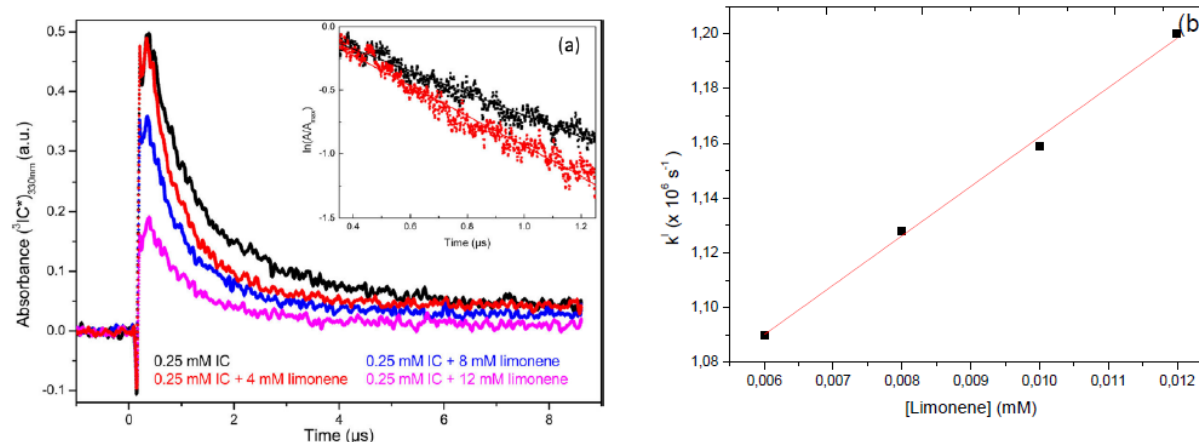 Absorbance (³IC*)₃₃₀nm (a.u.)
0.5
0.4
0.3
0.2
0.1
0.0
-0.1
0
2
4
6
8
Time (µs)
0.25 mM IC
0.25 mM IC + 4 mM limonene
0.25 mM IC + 8 mM limonene
0.25 mM IC + 12 mM limonene
(a)
ln(A/Amax)
0.0
-0.5
-1.0
-1.5
0.4
0.6
0.8
1.0
1.2
Time (µs)
(b)
k^I (x 10⁶ s⁻¹)
1,20
1,18
1,16
1,14
1,12
1,10
1,08
0,006
0,007
0,008
0,009
0,010
0,011
0,012
[Limonene] (mM)